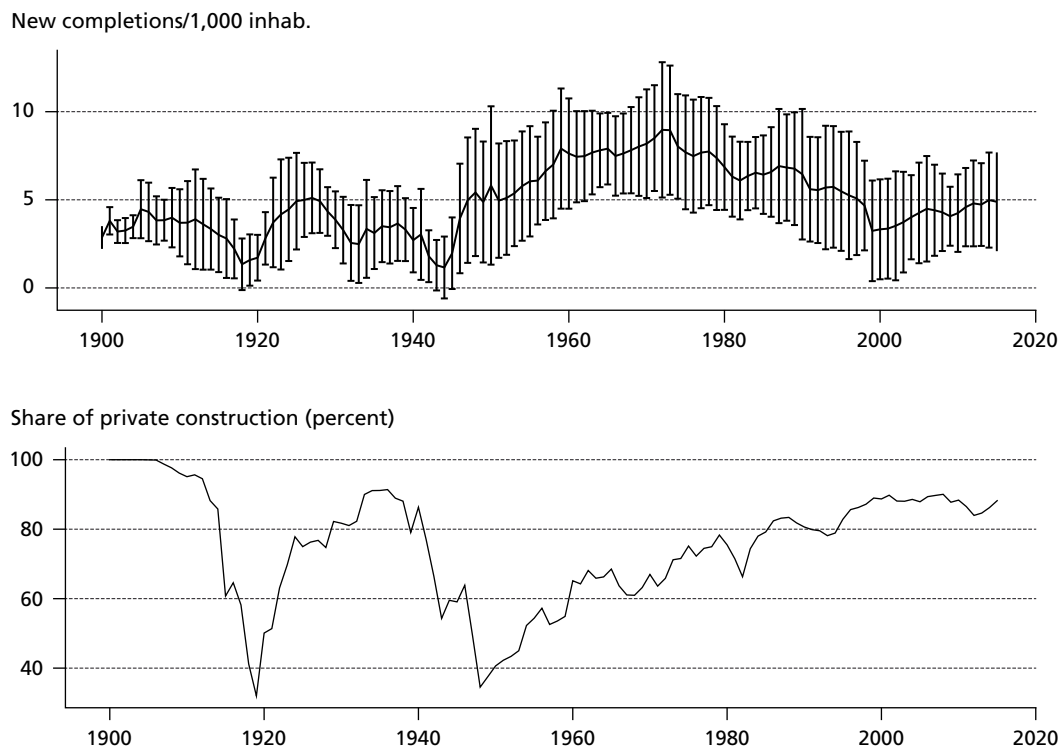 New completions/1,000 inhab.
10
5
0
1900 1920 1940 1960 1980 2000 2020
Share of private construction (percent)
100
80
60
40
1900 1920 1940 1960 1980 2000 2020